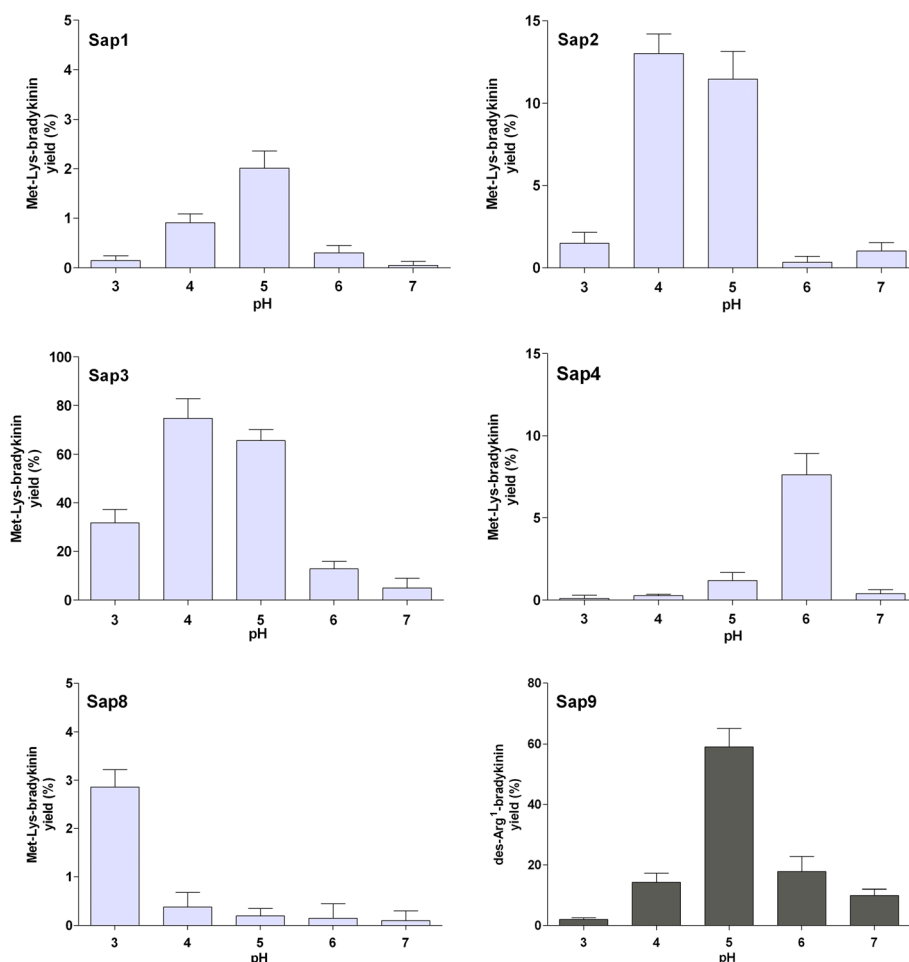 Sap1
Met-Lys-bradykinin
yield (%)
5
4
3
2
1
0
3 4 5 6 7
pH
Sap2
Met-Lys-bradykinin
yield (%)
15
10
5
0
3 4 5 6 7
pH
Sap3
Met-Lys-bradykinin
yield (%)
100
80
60
40
20
0
3 4 5 6 7
pH
Sap4
Met-Lys-bradykinin
yield (%)
15
10
5
0
3 4 5 6 7
pH
Sap8
Met-Lys-bradykinin
yield (%)
5
4
3
2
1
0
3 4 5 6 7
pH
Sap9
des-Arg¹-bradykinin
yield (%)
80
60
40
20
0
3 4 5 6 7
pH